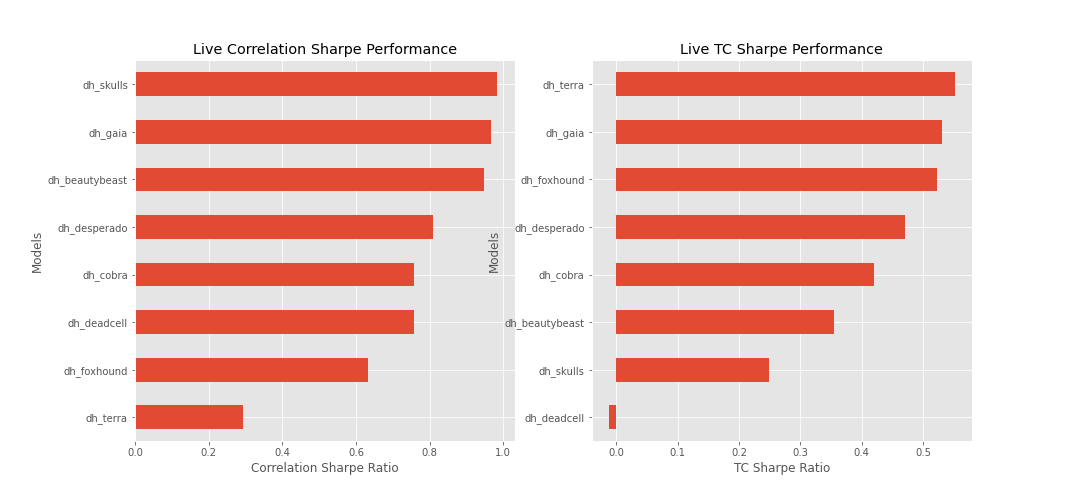 Live Correlation Sharpe Performance
Models
dh_skulls
dh_gaia
dh_beautybeast
dh_desperado
dh_cobra
dh_deadcell
dh_foxhound
dh_terra
0.0 0.2 0.4 0.6 0.8 1.0
Correlation Sharpe Ratio
Live TC Sharpe Performance
Models
dh_terra
dh_gaia
dh_foxhound
dh_desperado
dh_cobra
dh_beautybeast
dh_skulls
dh_deadcell
0.0 0.1 0.2 0.3 0.4 0.5
TC Sharpe Ratio